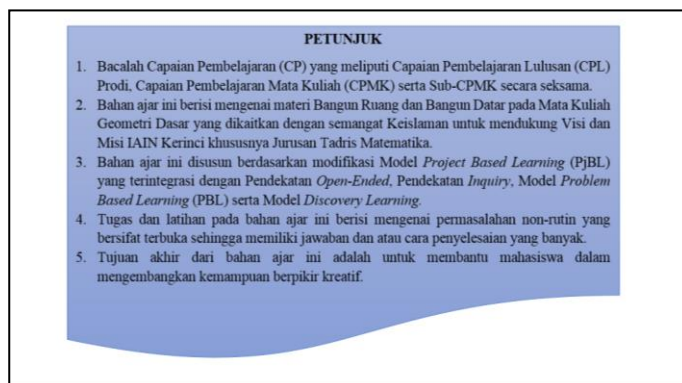 PETUNJUK
1. Bacalah Capaian Pembelajaran (CP) yang meliputi Capaian Pembelajaran Lulusan (CPL)
Prodi, Capaian Pembelajaran Mata Kuliah (CPMK) serta Sub-CPMK secara seksama.
2. Bahan ajar ini berisi mengenai materi Bangun Ruang dan Bangun Datar pada Mata Kuliah
Geometri Dasar yang dikaitkan dengan semangat Keislaman untuk mendukung Visi dan
Misi IAIN Kerinci khususnya Jurusan Tadris Matematika.
3. Bahan ajar ini disusun berdasarkan modifikasi Model Project Based Learning (PjBL)
yang terintegrasi dengan Pendekatan Open-Ended, Pendekatan Inquiry, Model Problem
Based Learning (PBL) serta Model Discovery Learning.
4. Tugas dan latihan pada bahan ajar ini berisi mengenai permasalahan non-rutin yang
bersifat terbuka sehingga memiliki jawaban dan atau cara penyelesaian yang banyak.
5. Tujuan akhir dari bahan ajar ini adalah untuk membantu mahasiswa dalam
mengembangkan kemampuan berpikir kreatif.